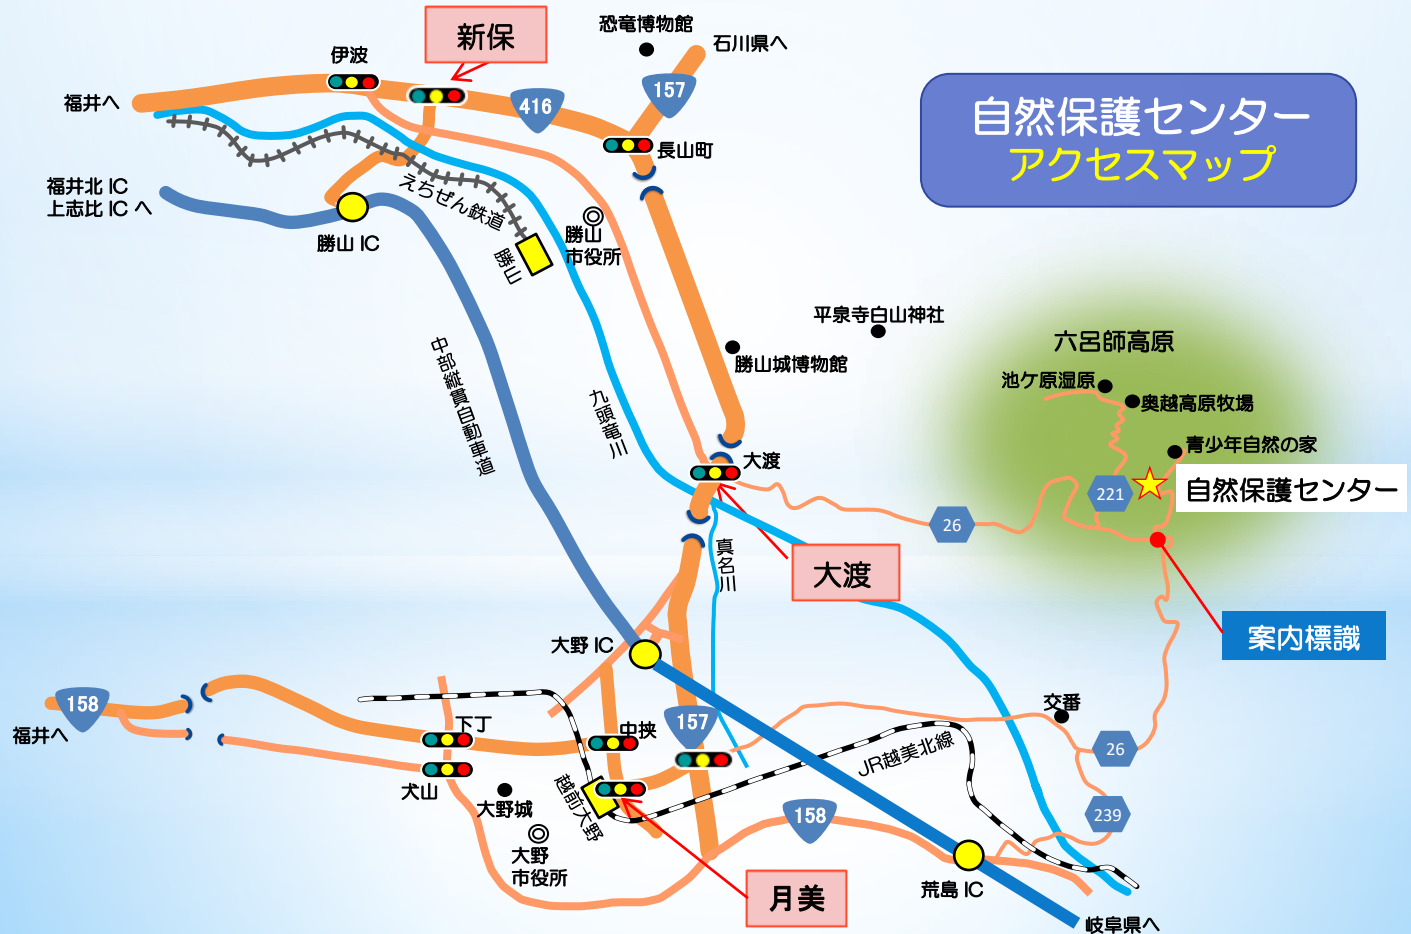 恐竜博物館
新保
石川県へ
伊波
157
福井へ
416
自然保護センター
アクセスマップ
長山町
福井北 IC
上志比 IC へ
えちぜん鉄道
勝山 IC
勝山
勝山
市役所
平泉寺白山神社
六呂師高原
中部縦貫自動車道
勝山城博物館
池ケ原湿原
九頭竜川
奥越高原牧場
青少年自然の家
大渡
221
自然保護センター
26
真名川
大渡
案内標識
大野 IC
158
交番
福井へ
下丁
中挟
157
26
JR越美北線
犬山
越前大野
大野城
158
239
大野
市役所
月美
荒島 IC
岐阜県へ